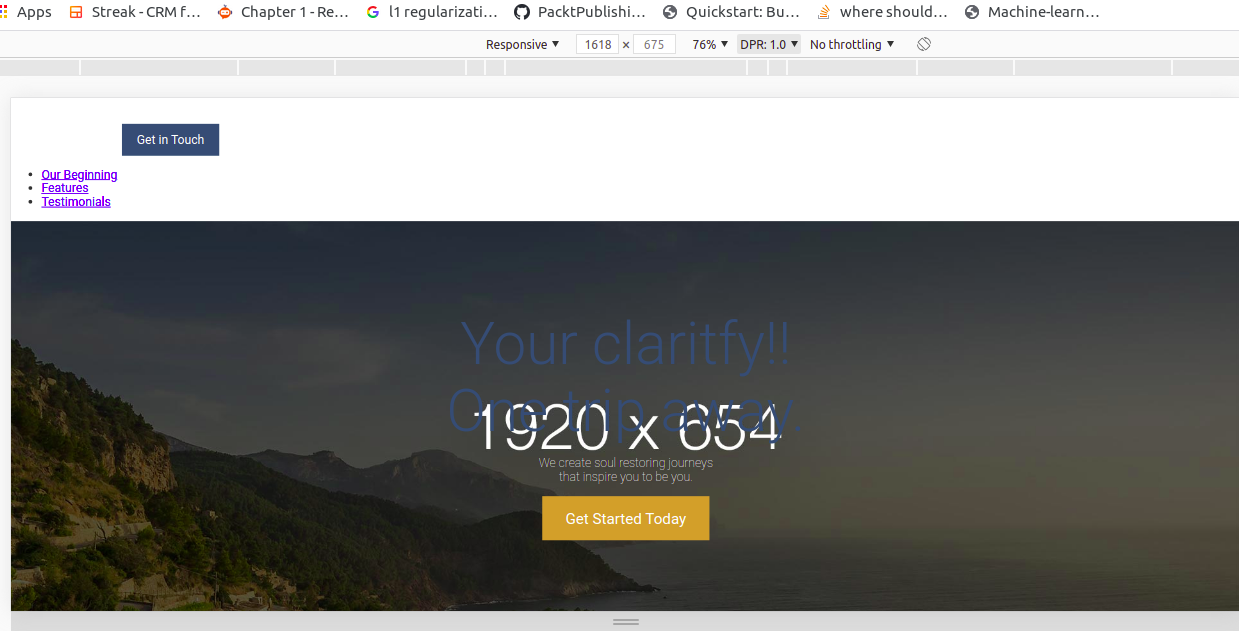 Apps Streak - CRM f... Chapter 1 - Re... l1 regularizati... PacktPublishi... Quickstart: Bu... where should... Machine-learn...
Responsive ▼ 1618 × 675 76% ▼ DPR: 1.0 ▼ No throttling ▼
Get in Touch
• Our Beginning
• Features
• Testimonials
Your claritfy!!
One trip away.
1920 x 654
We create soul restoring journeys
that inspire you to be you.
Get Started Today